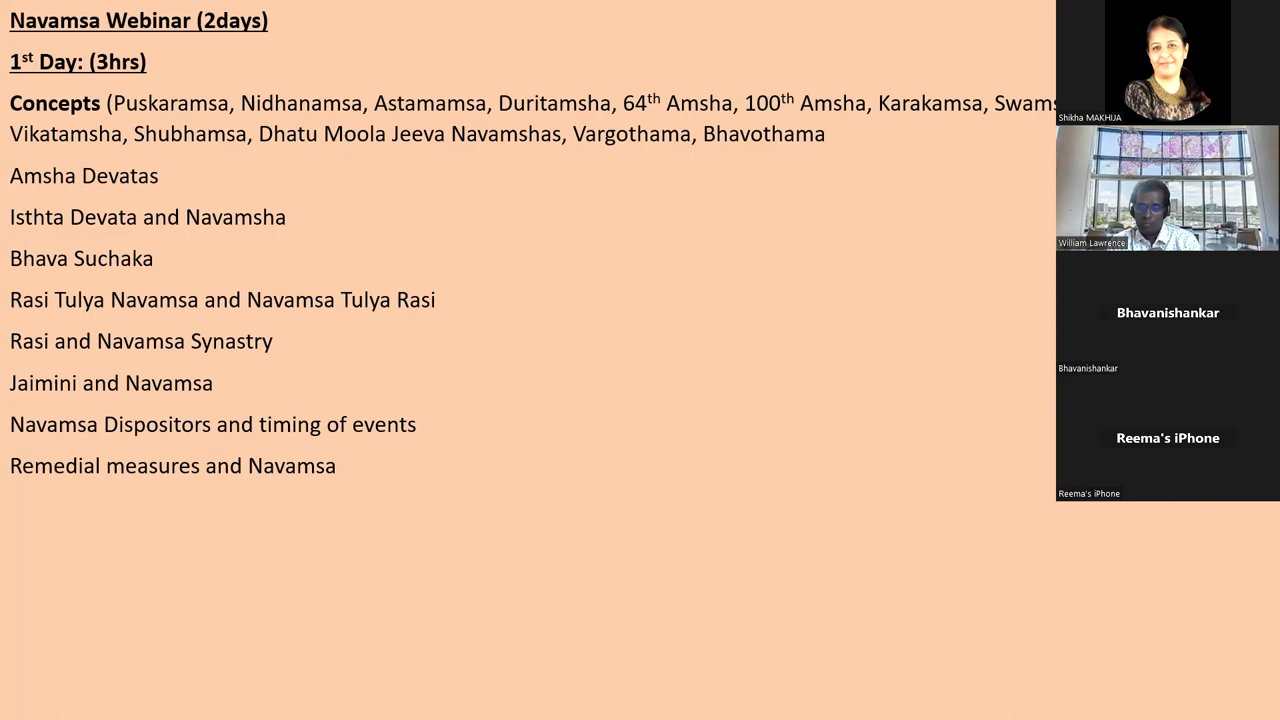 Navamsa Webinar (2days)
1st Day: (3hrs)
Concepts (Puskaramsa, Nidhanamsa, Astamamsa, Duritamsha, 64th Amsha, 100th Amsha, Karakamsa, Swams
Vikatamsha, Shubhamsa, Dhatu Moola Jeeva Navamshas, Vargothama, Bhavothama
Amsha Devatas
Isthta Devata and Navamsha
Bhava Suchaka
Rasi Tulya Navamsa and Navamsa Tulya Rasi
Rasi and Navamsa Synastry
Jaimini and Navamsa
Navamsa Dispositors and timing of events
Remedial measures and Navamsa
Shikha MAKHIJA
William Lawrence
Bhavanishankar
Bhavanishankar
Reema's iPhone
Reema's iPhone